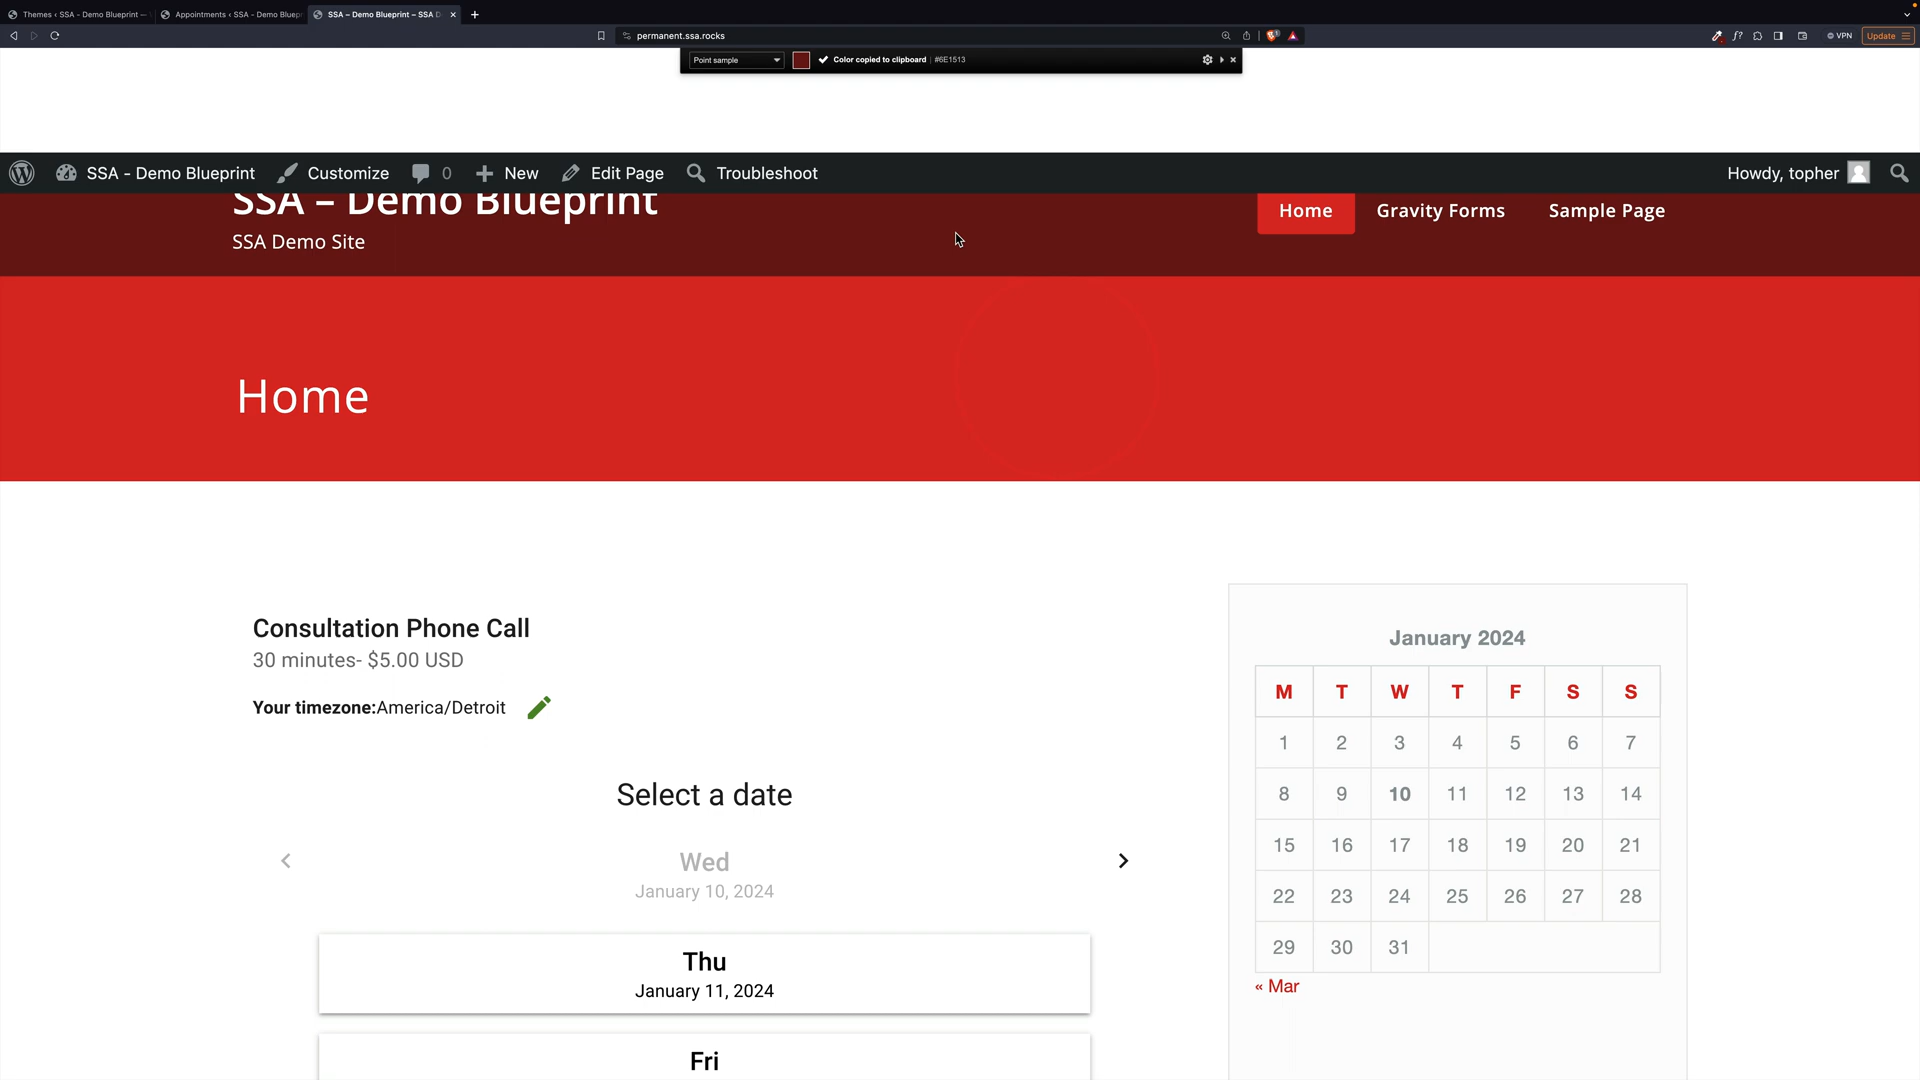 Themes ‹ SSA - Demo Blueprint —
Appointments ‹ SSA - Demo Bluep
SSA – Demo Blueprint – SSA D
permanent.ssa.rocks
VPN
Update
Point sample
Color copied to clipboard | #6E1513
SSA - Demo Blueprint
Customize
0
New
Edit Page
Troubleshoot
Howdy, topher
SSA – Demo Blueprint
SSA Demo Site
Home
Gravity Forms
Sample Page
Home
Consultation Phone Call
30 minutes- $5.00 USD
Your timezone:America/Detroit
Select a date
Wed
January 10, 2024
Thu
January 11, 2024
Fri
January 2024
M T W T F S S
1 2 3 4 5 6 7
8 9 10 11 12 13 14
15 16 17 18 19 20 21
22 23 24 25 26 27 28
29 30 31
« Mar